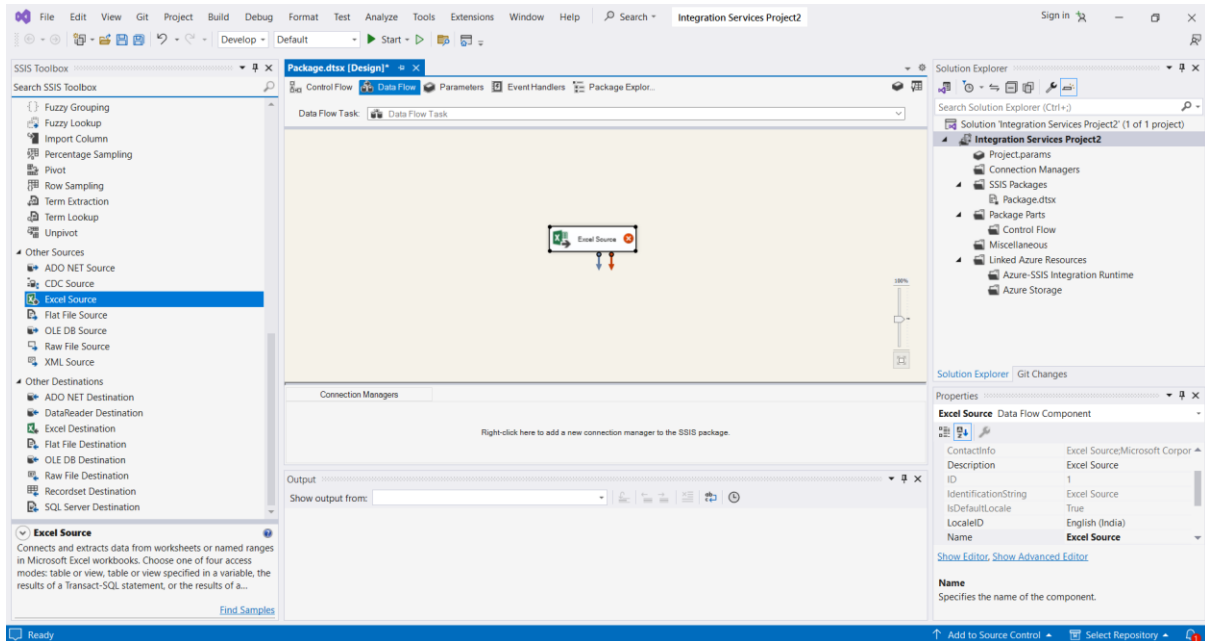 File Edit View Git Project Build Debug Format Test Analyze Tools Extensions Window Help Search Integration Services Project2 Sign in
Develop Default Start
SSIS Toolbox
Search SSIS Toolbox
Fuzzy Grouping
Fuzzy Lookup
Import Column
Percentage Sampling
Pivot
Row Sampling
Term Extraction
Term Lookup
Unpivot
Other Sources
ADO NET Source
CDC Source
Excel Source
Flat File Source
OLE DB Source
Raw File Source
XML Source
Other Destinations
ADO NET Destination
DataReader Destination
Excel Destination
Flat File Destination
OLE DB Destination
Raw File Destination
Recordset Destination
SQL Server Destination
Excel Source
Connects and extracts data from worksheets or named ranges
in Microsoft Excel workbooks. Choose one of four access
modes: table or view, table or view specified in a variable, the
results of a Transact-SQL statement, or the results of a...
Find Samples
Package.dtsx [Design]*
Control Flow Data Flow Parameters Event Handlers Package Explor...
Data Flow Task: Data Flow Task
Excel Source
100%
Connection Managers
Right-click here to add a new connection manager to the SSIS package.
Output
Show output from:
Solution Explorer
Search Solution Explorer (Ctrl+;)
Solution 'Integration Services Project2' (1 of 1 project)
Integration Services Project2
Project.params
Connection Managers
SSIS Packages
Package.dtsx
Package Parts
Control Flow
Miscellaneous
Linked Azure Resources
Azure-SSIS Integration Runtime
Azure Storage
Solution Explorer Git Changes
Properties
Excel Source Data Flow Component
ContactInfo Excel Source;Microsoft Corpor
Description Excel Source
ID 1
IdentificationString Excel Source
IsDefaultLocale True
LocaleID English (India)
Name Excel Source
Show Editor, Show Advanced Editor
Name
Specifies the name of the component.
Ready Add to Source Control Select Repository 1